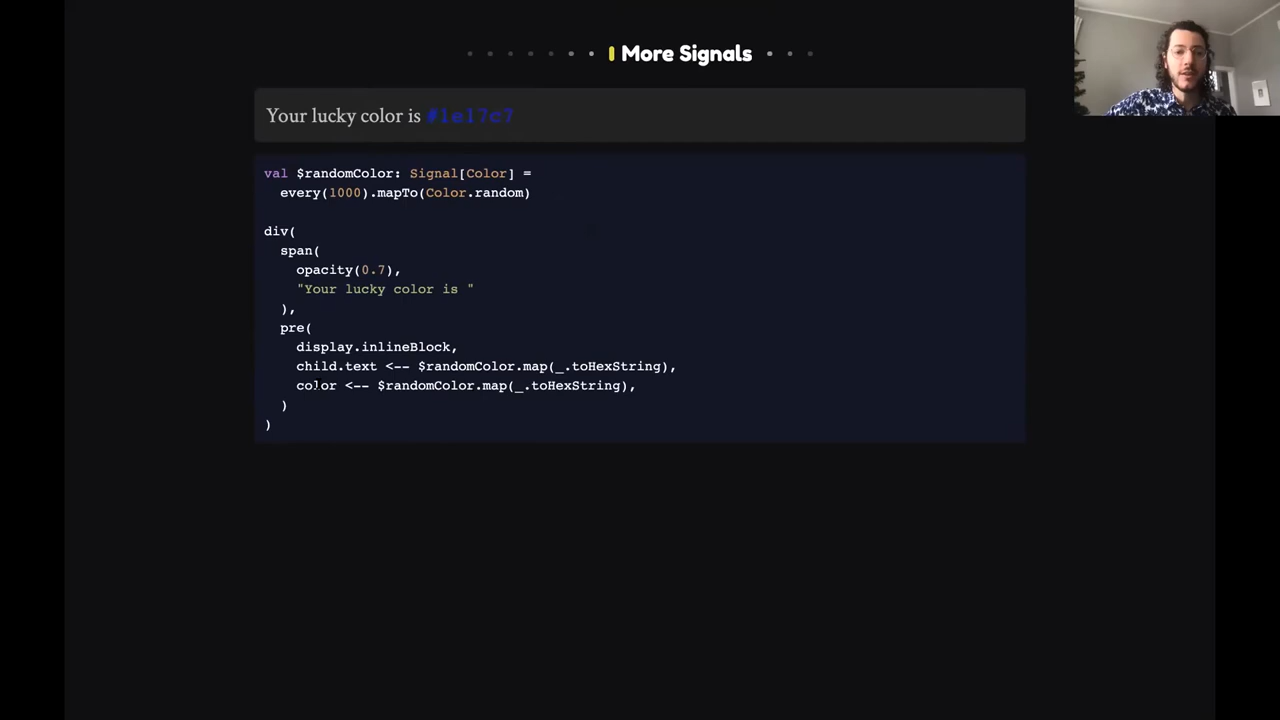 More Signals
Your lucky color is #1e17c7
val $randomColor: Signal[Color] =
  every(1000).mapTo(Color.random)
div(
  span(
    opacity(0.7),
    "Your lucky color is "
  ),
  pre(
    display.inlineBlock,
    child.text <-- $randomColor.map(_.toHexString),
    color <-- $randomColor.map(_.toHexString),
  )
)